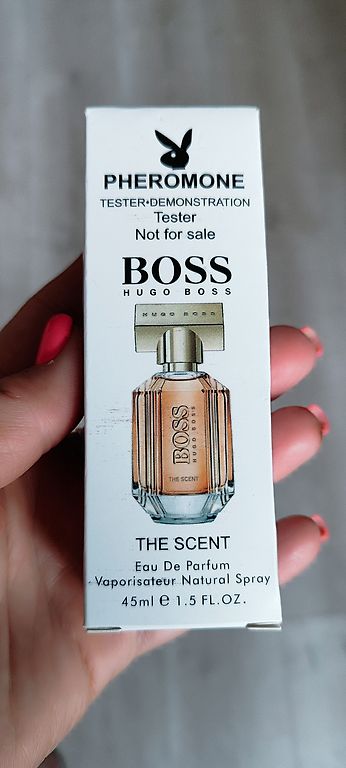 PHEROMONE
TESTER•DEMONSTRATION
Tester
Not for sale
BOSS
HUGO BOSS
HUGO BOSS
BOSS
HUGO BOSS
THE SCENT
THE SCENT
Eau De Parfum
Vaporisateur Natural Spray
45ml ℮ 1.5 FL.OZ.